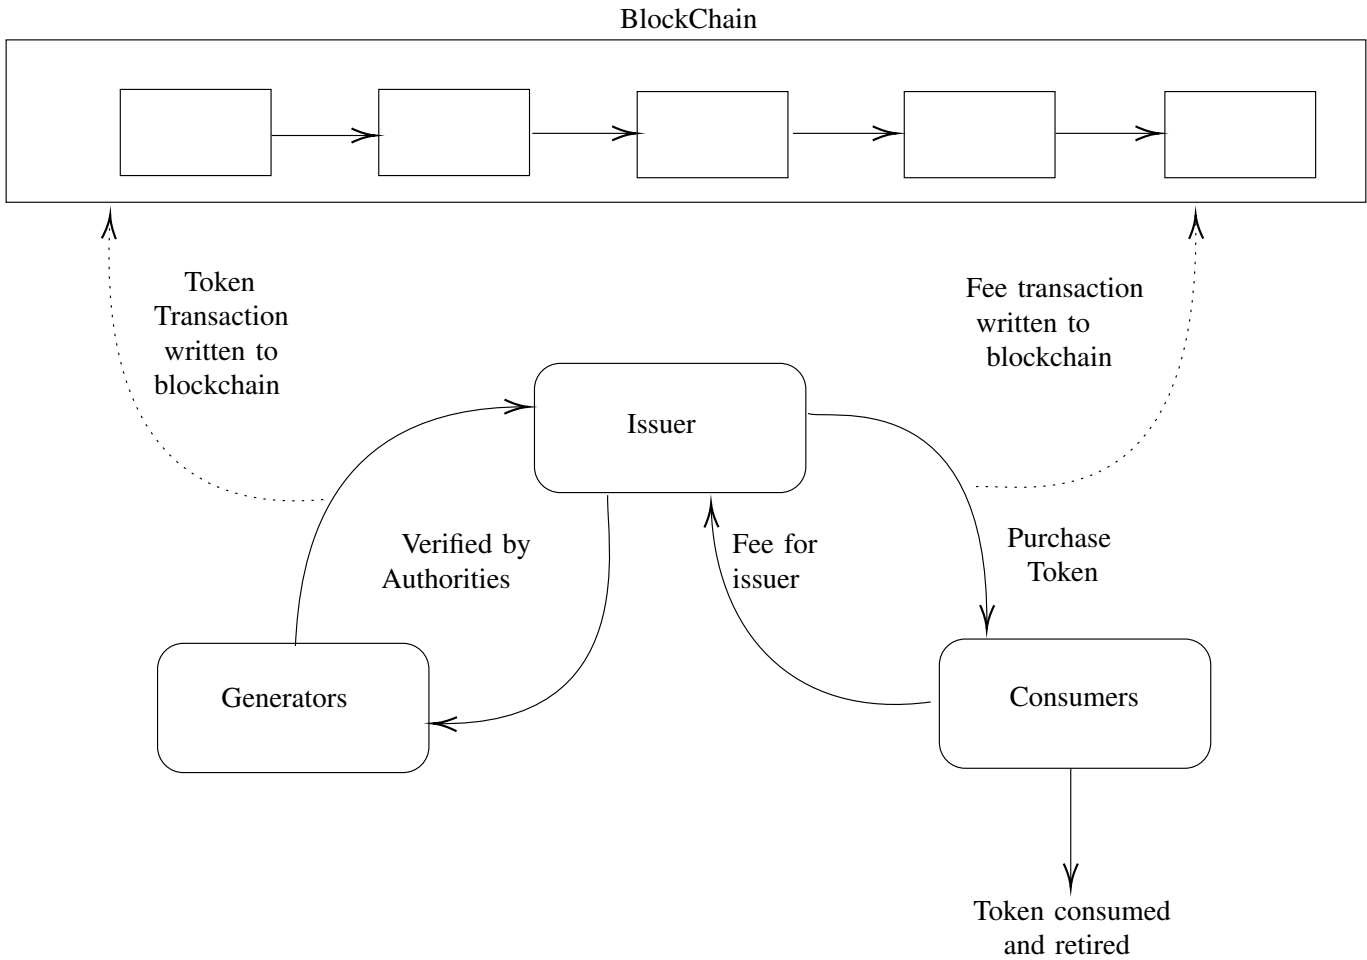 BlockChain
Token
Transaction
written to
blockchain
Fee transaction
written to
blockchain
Issuer
Verified by
Authorities
Fee for
issuer
Purchase
Token
Generators
Consumers
Token consumed
and retired